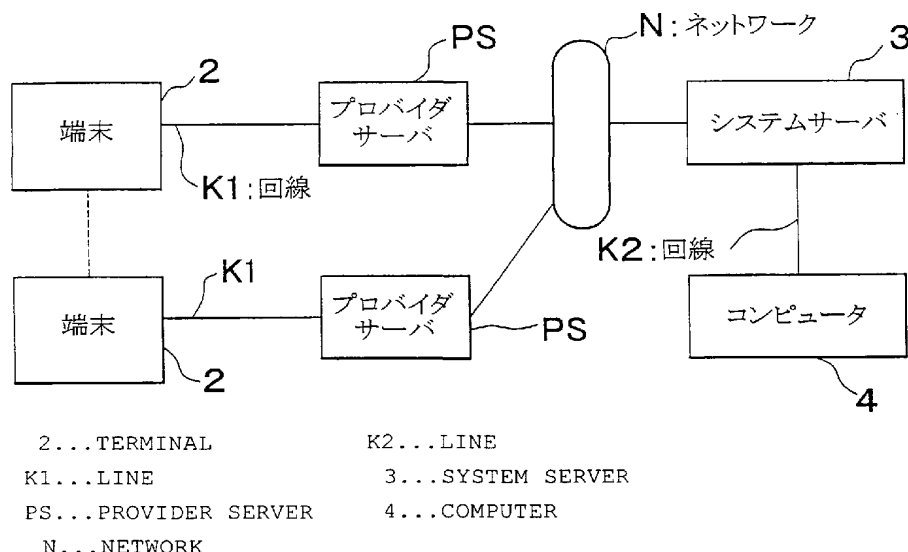 PS
N:ネットワーク
3
2
端末
プロバイダ
サーバ
システムサーバ
K1:回線
K2:回線
K1
端末
プロバイダ
サーバ
PS
コンピュータ
2
4
2...TERMINAL
K2...LINE
K1...LINE
3...SYSTEM SERVER
PS...PROVIDER SERVER
4...COMPUTER
N...NETWORK